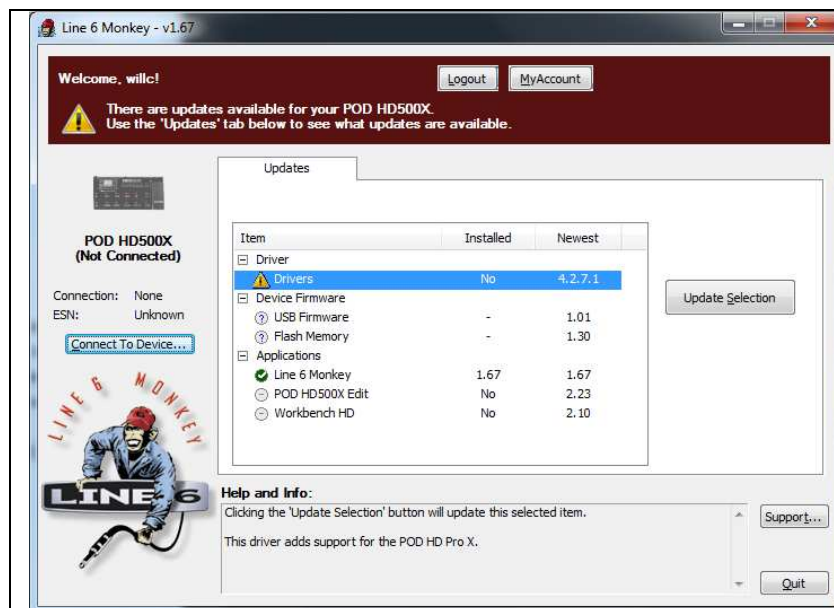 Line 6 Monkey - v1.67
Welcome, willc!
Logout
MyAccount
There are updates available for your POD HD500X.
Use the 'Updates' tab below to see what updates are available.
Updates
POD HD500X
(Not Connected)
Connection: None
ESN: Unknown
Connect To Device...
Item Installed Newest
Driver
Drivers No 4.2.7.1
Device Firmware
USB Firmware - 1.01
Flash Memory - 1.30
Applications
Line 6 Monkey 1.67 1.67
POD HD500X Edit No 2.23
Workbench HD No 2.10
Update Selection
LINE 6 MONKEY
LINE 6
Help and Info:
Clicking the 'Update Selection' button will update this selected item.
This driver adds support for the POD HD Pro X.
Support...
Quit